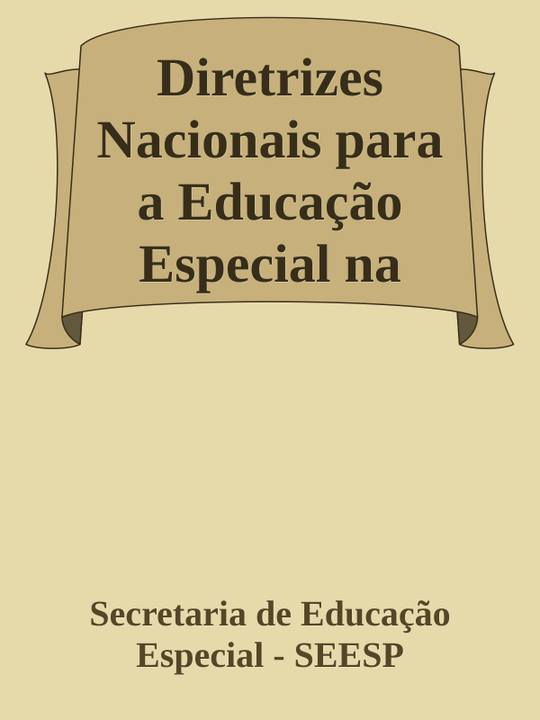 Diretrizes
Nacionais para
a Educação
Especial na
Secretaria de Educação
Especial - SEESP